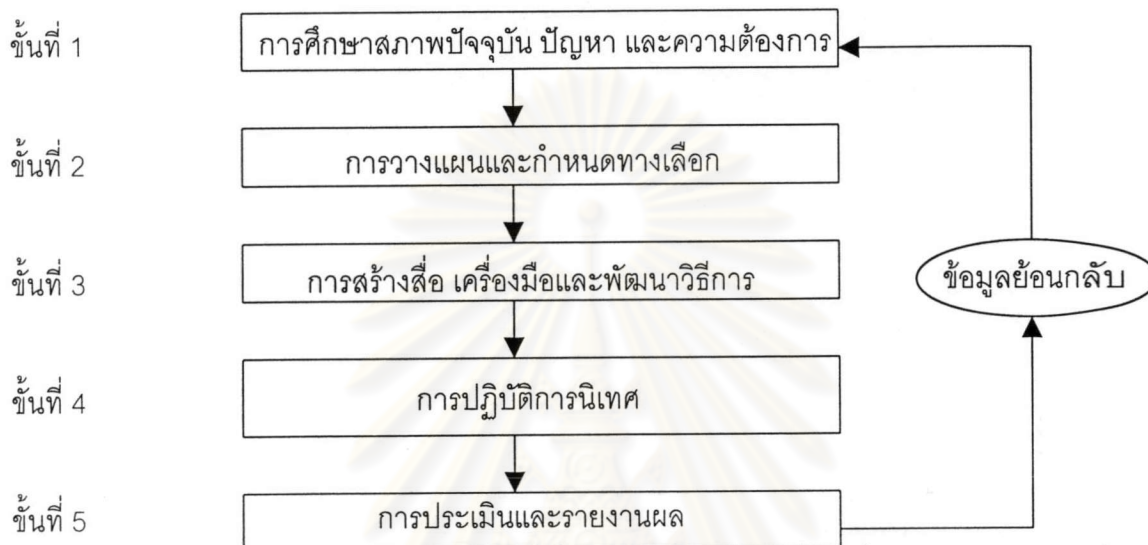 ขั้นที่ 1 การศึกษาสภาพปัจจุบัน ปัญหา และความต้องการ
ขั้นที่ 2 การวางแผนและกำหนดทางเลือก
ขั้นที่ 3 การสร้างสื่อ เครื่องมือและพัฒนาวิธีการ ข้อมูลย้อนกลับ
ขั้นที่ 4 การปฏิบัติการนิเทศ
ขั้นที่ 5 การประเมินและรายงานผล